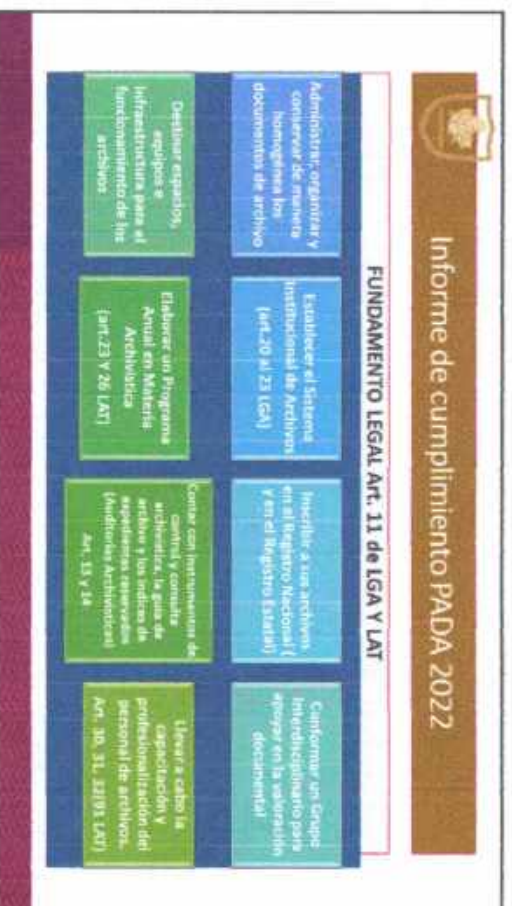 Informe de cumplimiento PADA 2022
FUNDAMENTO LEGAL Art. 11 de LGA Y LAT
Administrar, organizar y
conservar de manera
homogénea los
documentos de archivo
Establecer el Sistema
Institucional de Archivos
(art.20 al 23 LGA)
Inscribir a sus archivos
en al Registro Nacional (
y en el Registro Estatal)
Conformar un Grupo
Interdisciplinario para
apoyar en la valoración
documental
Destinar espacios,
equipos e
infraestructura para el
funcionamiento de los
archivos
Elaborar un Programa
Anual en Materia
Archivística
(art.23 Y 26 LAT)
Contar con instrumentos de
control y consulta
archivística, la guía de
archivo y los índices de
expedientes reservados
(Auditorías Archivísticas)
Art. 13 y 14
Llevar a cabo la
capacitación y
profesionalización del
personal de archivos.
Art. 30, 31, 32/91 LAT)